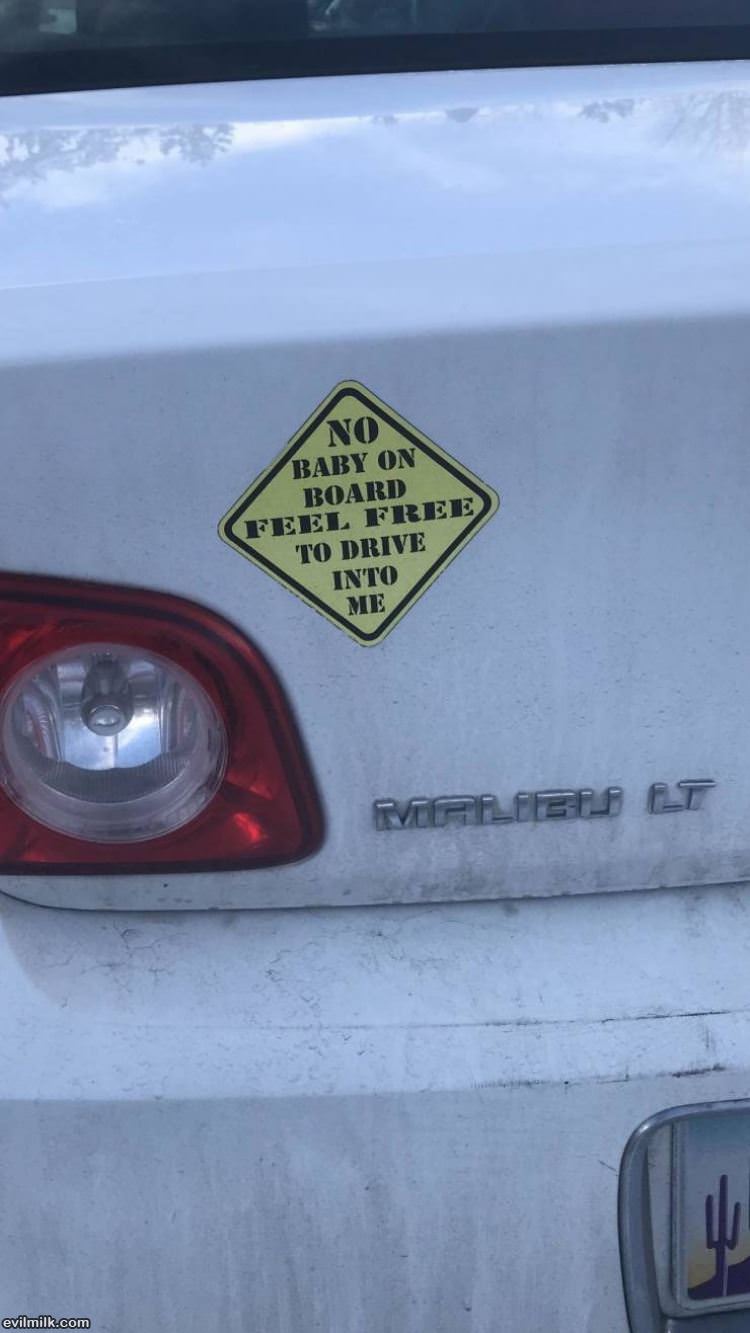 NO
BABY ON
BOARD
FEEL FREE
TO DRIVE
INTO
ME
MALIBU LT
evilmilk.com